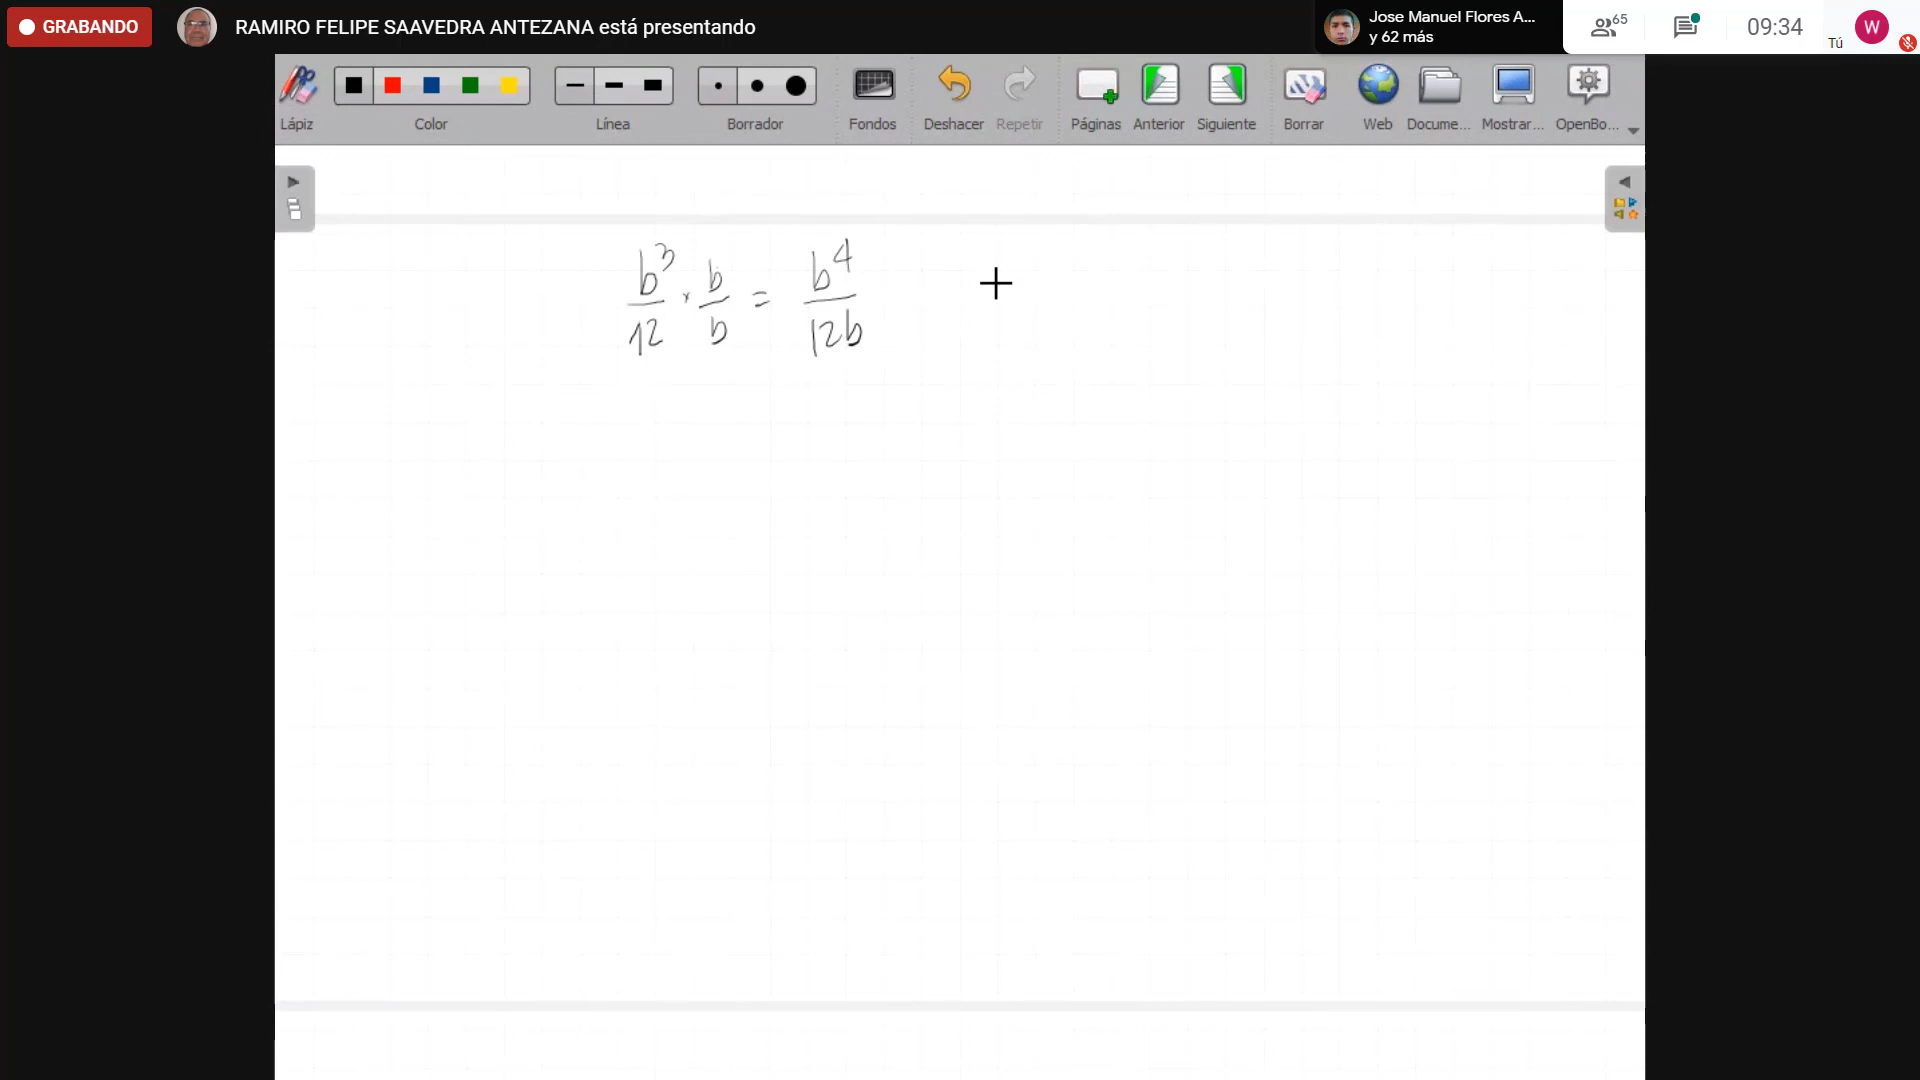 GRABANDO
RAMIRO FELIPE SAAVEDRA ANTEZANA está presentando
Jose Manuel Flores A...
y 62 más
65
09:34
Tú
W
Lápiz
Color
Línea
Borrador
Fondos
Deshacer
Repetir
Páginas
Anterior
Siguiente
Borrar
Web
Docume...
Mostrar...
OpenBo...
b³/12 · b/b = b⁴/12b